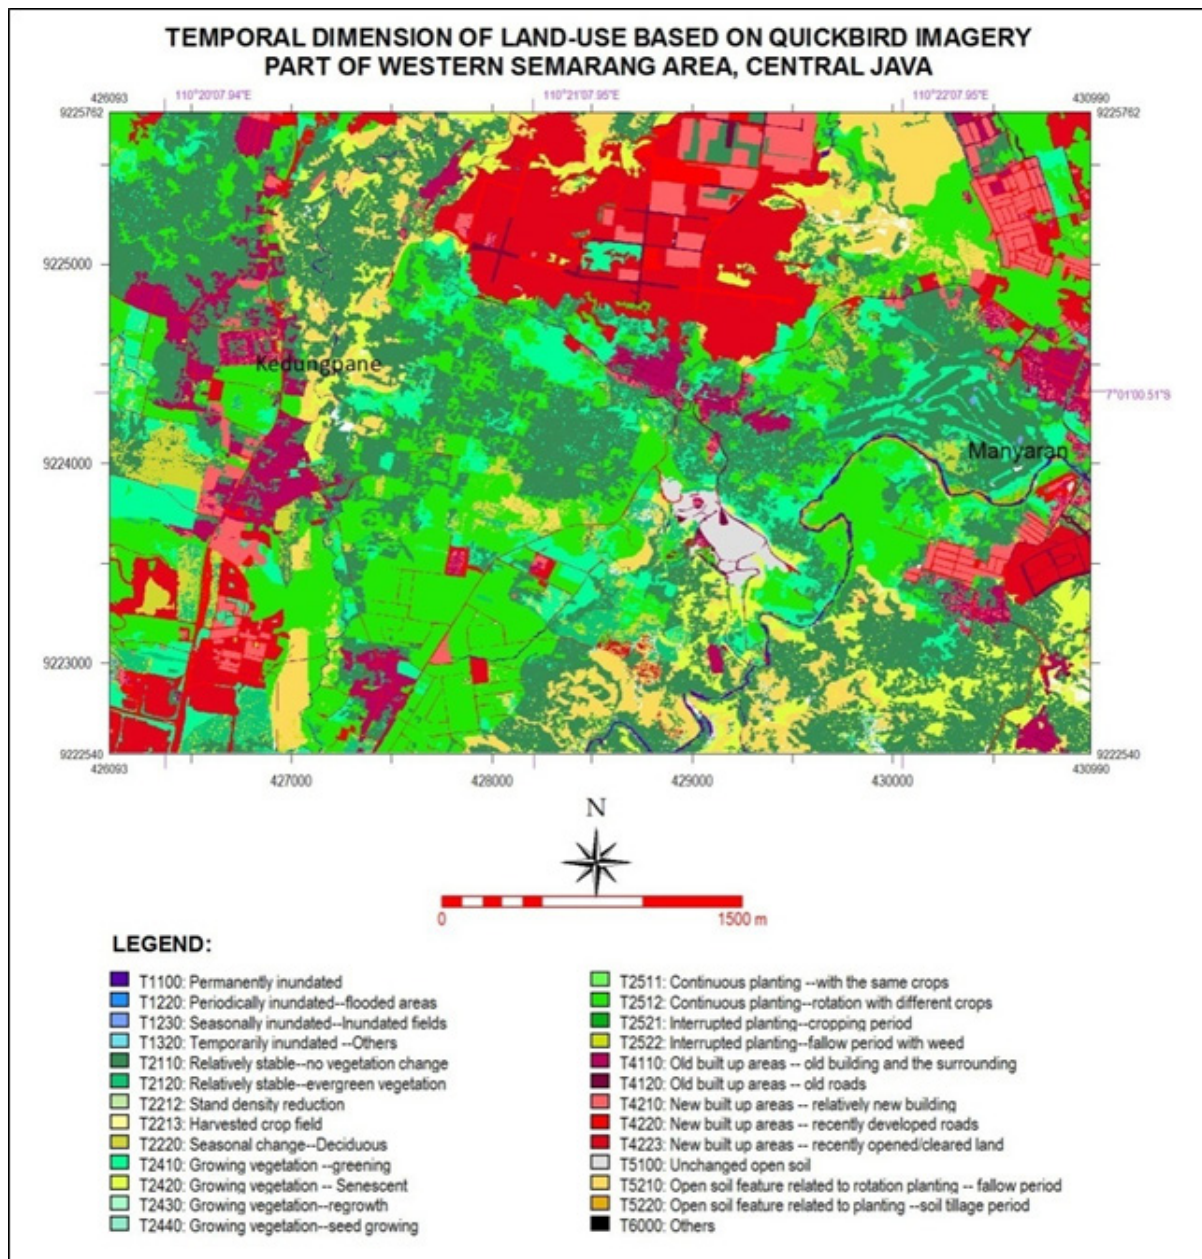 TEMPORAL DIMENSION OF LAND-USE BASED ON QUICKBIRD IMAGERY
PART OF WESTERN SEMARANG AREA, CENTRAL JAVA
426093 110°20'07.94"E 110°21'07.95"E 110°22'07.95"E 430990
9225762 9225762
9225000
Kedungpane
7°01'00.51"S
Manyaran
9224000
9223000
9222540 9222540
426093 427000 428000 429000 430000 430990
N
0 1500 m
LEGEND:
T1100: Permanently inundated
T1220: Periodically inundated--flooded areas
T1230: Seasonally inundated--Inundated fields
T1320: Temporarily inundated --Others
T2110: Relatively stable--no vegetation change
T2120: Relatively stable--evergreen vegetation
T2212: Stand density reduction
T2213: Harvested crop field
T2220: Seasonal change--Deciduous
T2410: Growing vegetation --greening
T2420: Growing vegetation -- Senescent
T2430: Growing vegetation--regrowth
T2440: Growing vegetation--seed growing
T2511: Continuous planting --with the same crops
T2512: Continuous planting--rotation with different crops
T2521: Interrupted planting--cropping period
T2522: Interrupted planting--fallow period with weed
T4110: Old built up areas -- old building and the surrounding
T4120: Old built up areas -- old roads
T4210: New built up areas -- relatively new building
T4220: New built up areas -- recently developed roads
T4223: New built up areas -- recently opened/cleared land
T5100: Unchanged open soil
T5210: Open soil feature related to rotation planting -- fallow period
T5220: Open soil feature related to planting --soil tillage period
T6000: Others